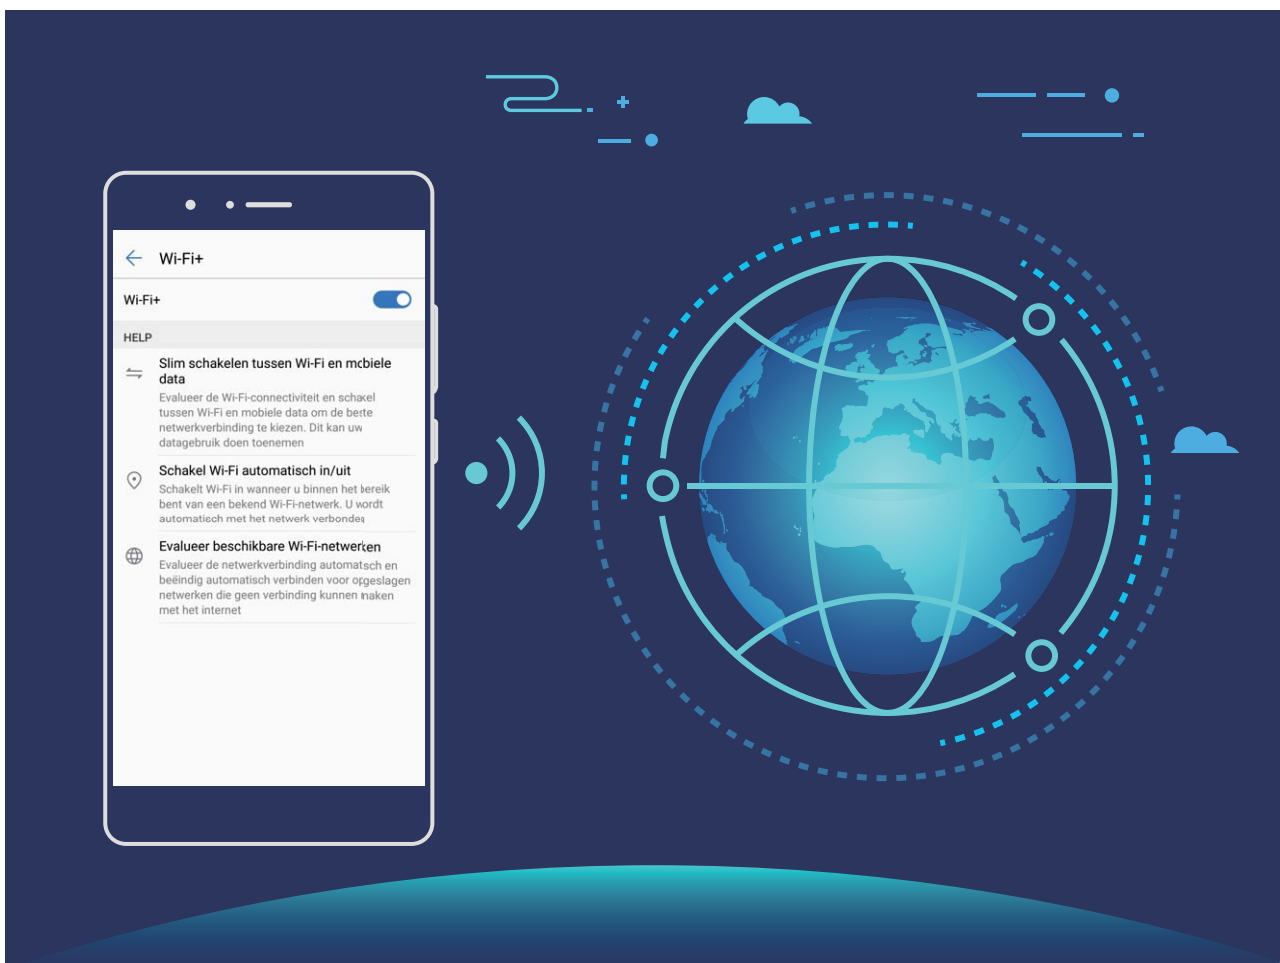 Wi-Fi+
Wi-Fi+
HELP
Slim schakelen tussen Wi-Fi en mobiele
data
Evalueer de Wi-Fi-connectiviteit en schakel
tussen Wi-Fi en mobiele data om de beste
netwerkverbinding te kiezen. Dit kan uw
datagebruik doen toenemen
Schakel Wi-Fi automatisch in/uit
Schakelt Wi-Fi in wanneer u binnen het bereik
bent van een bekend Wi-Fi-netwerk. U wordt
automatisch met het netwerk verbonden
Evalueer beschikbare Wi-Fi-netwerken
Evalueer de netwerkverbinding automatsch en
beëindig automatisch verbinden voor opgeslagen
netwerken die geen verbinding kunnen maken
met het internet